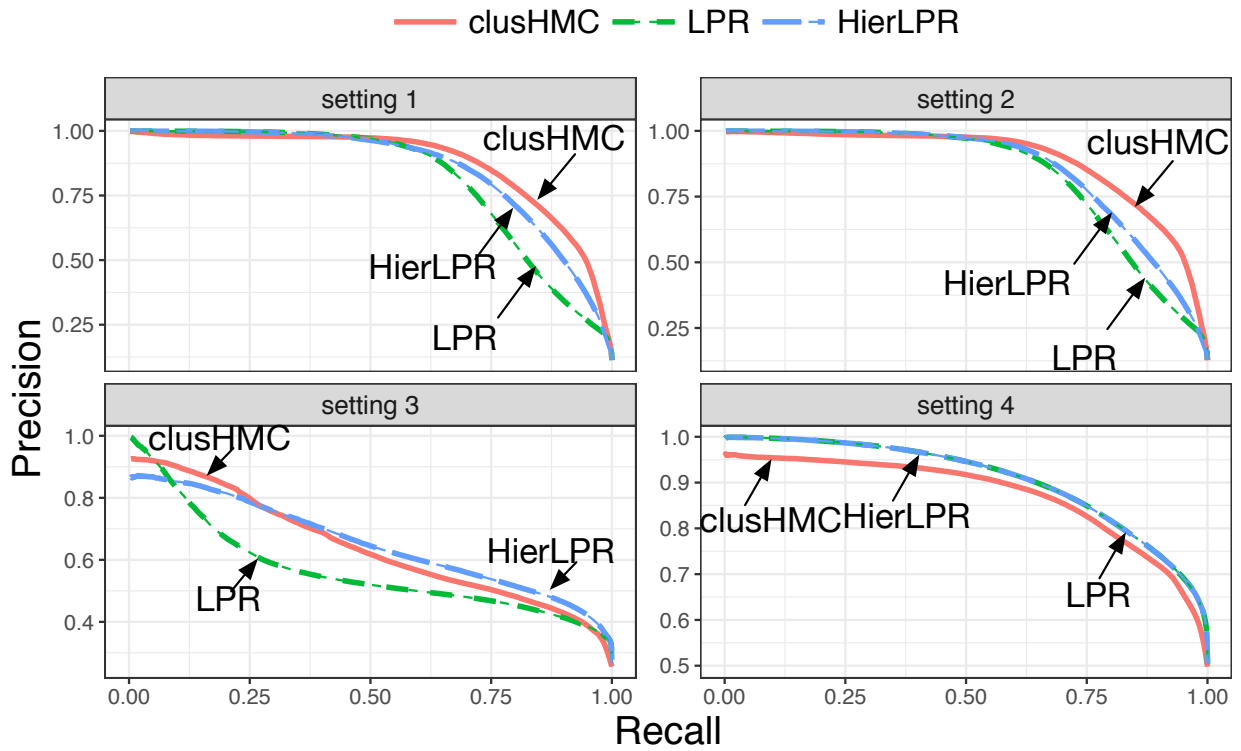 clusHMC LPR HierLPR
setting 1
setting 2
1.00
0.75
0.50
0.25
clusHMC
HierLPR
LPR
1.00
0.75
0.50
0.25
clusHMC
HierLPR
LPR
Precision
setting 3
setting 4
1.0
0.8
0.6
0.4
clusHMC
HierLPR
LPR
1.0
0.9
0.8
0.7
0.6
0.5
clusHMC
HierLPR
LPR
0.00 0.25 0.50 0.75 1.00
0.00 0.25 0.50 0.75 1.00
Recall